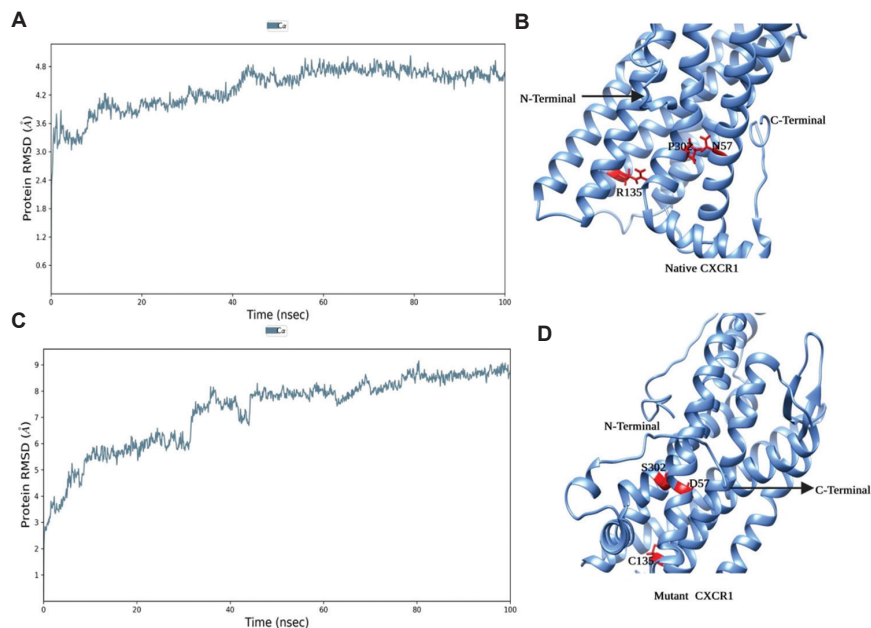 A
Cα
4.8
4.2
3.6
3.0
2.4
1.8
1.2
0.6
Protein RMSD (Å)
0
20
40
60
80
100
Time (nsec)
B
N-Terminal
C-Terminal
P302
N57
R135
Native CXCR1
C
Cα
9
8
7
6
5
4
3
2
1
Protein RMSD (Å)
0
20
40
60
80
100
Time (nsec)
D
N-Terminal
S302
D57
C-Terminal
C135
Mutant CXCR1